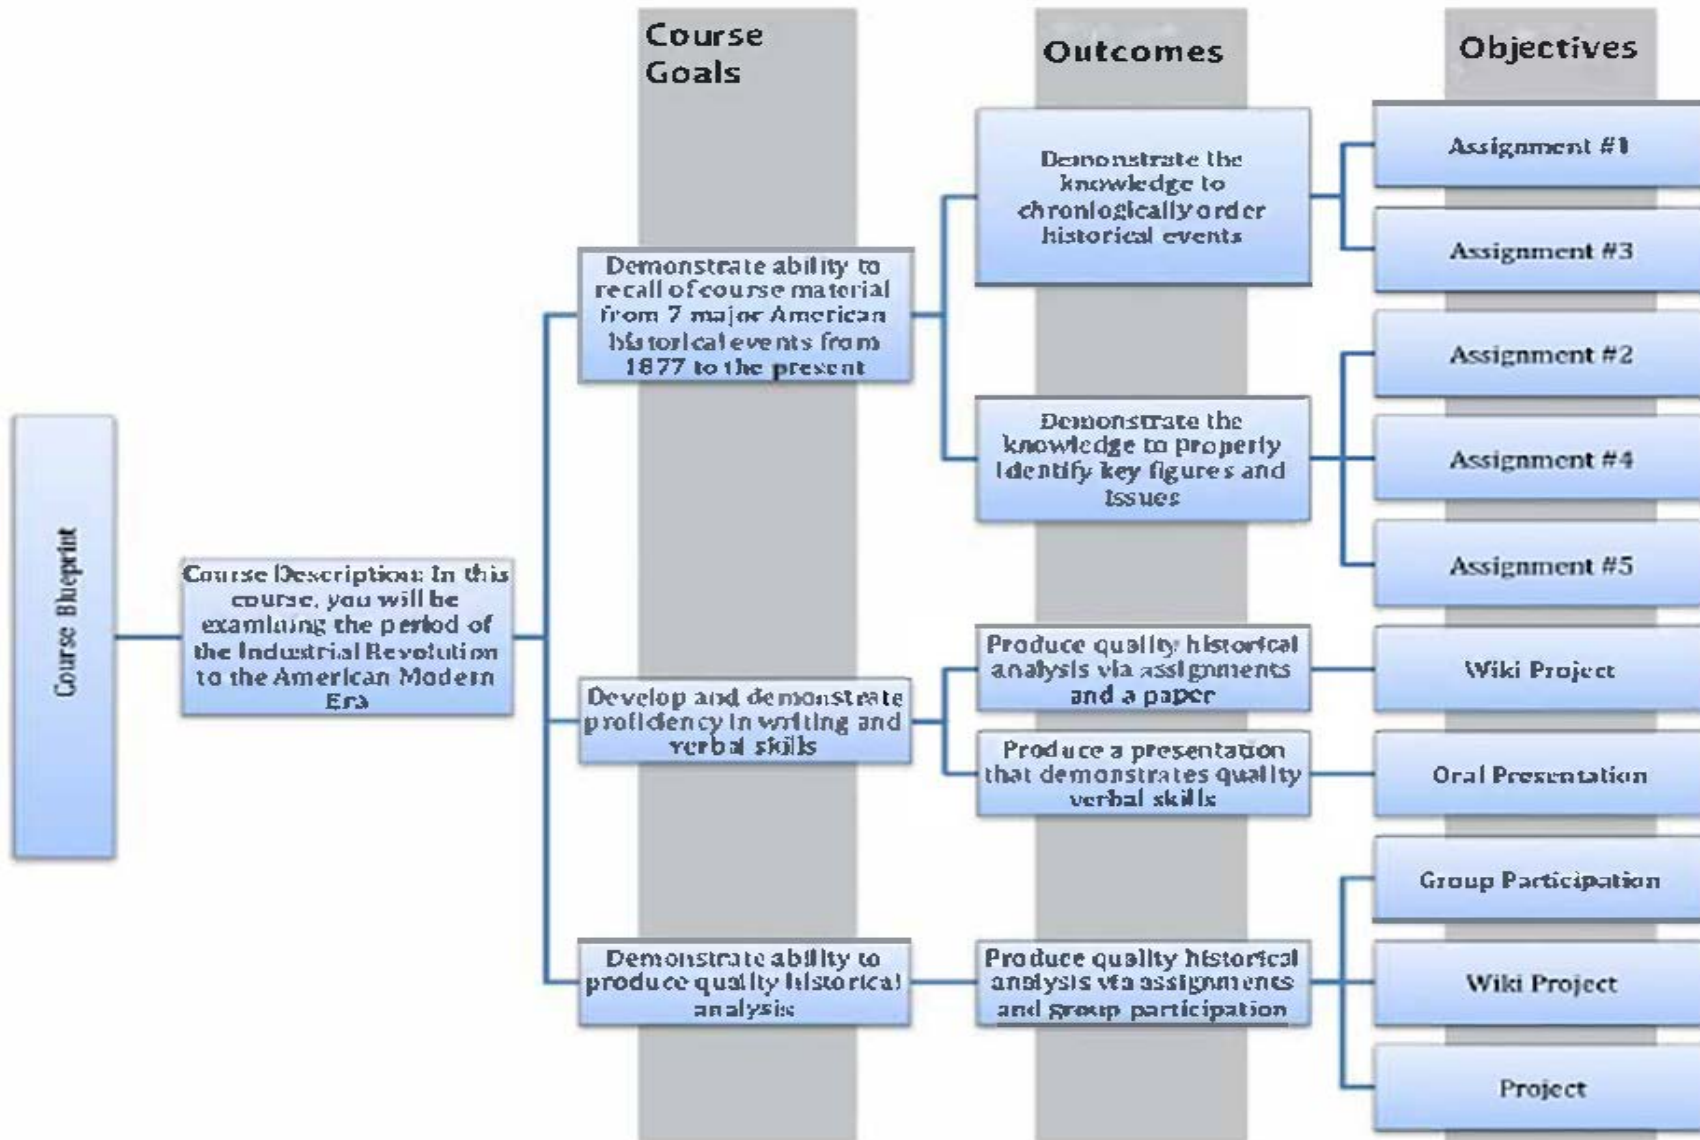 Course
Goals
Outcomes
Objectives
Course Blueprint
Course Description: In this
course, you will be
examining the period of
the Industrial Revolution
to the American Modern
Era
Demonstrate ability to
recall of course material
from 7 major American
historical events from
1877 to the present
Develop and demonstrate
proficiency in writing and
verbal skills
Demonstrate ability to
produce quality historical
analysis
Demonstrate the
knowledge to
chronlogically order
historical events
Demonstrate the
knowledge to properly
identify key figures and
issues
Produce quality historical
analysis via assignments
and a paper
Produce a presentation
that demonstrates quality
verbal skills
Produce quality historical
analysis via assignments
and group participation
Assignment #1
Assignment #3
Assignment #2
Assignment #4
Assignment #5
Wiki Project
Oral Presentation
Group Participation
Wiki Project
Project